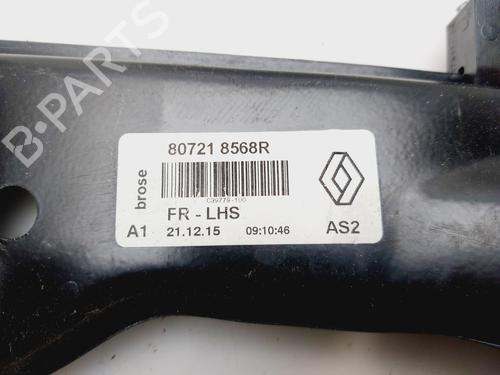 80721 8568R
brose
C39779-100
FR - LHS
A1 21.12.15 09:10:46 AS2
B-PARTS